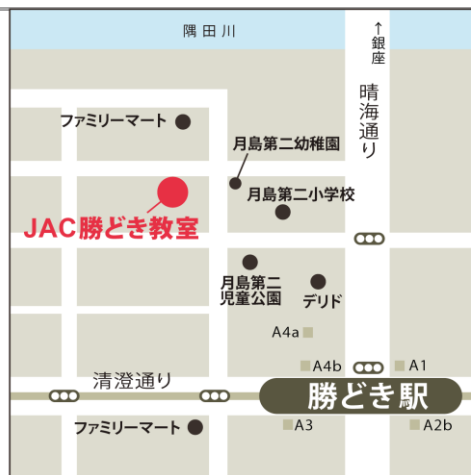 隅田川
↑銀座
晴海通り
ファミリーマート
月島第二幼稚園
月島第二小学校
JAC勝どき教室
月島第二
児童公園
デリド
A4a
A4b
A1
清澄通り
勝どき駅
ファミリーマート
A3
A2b